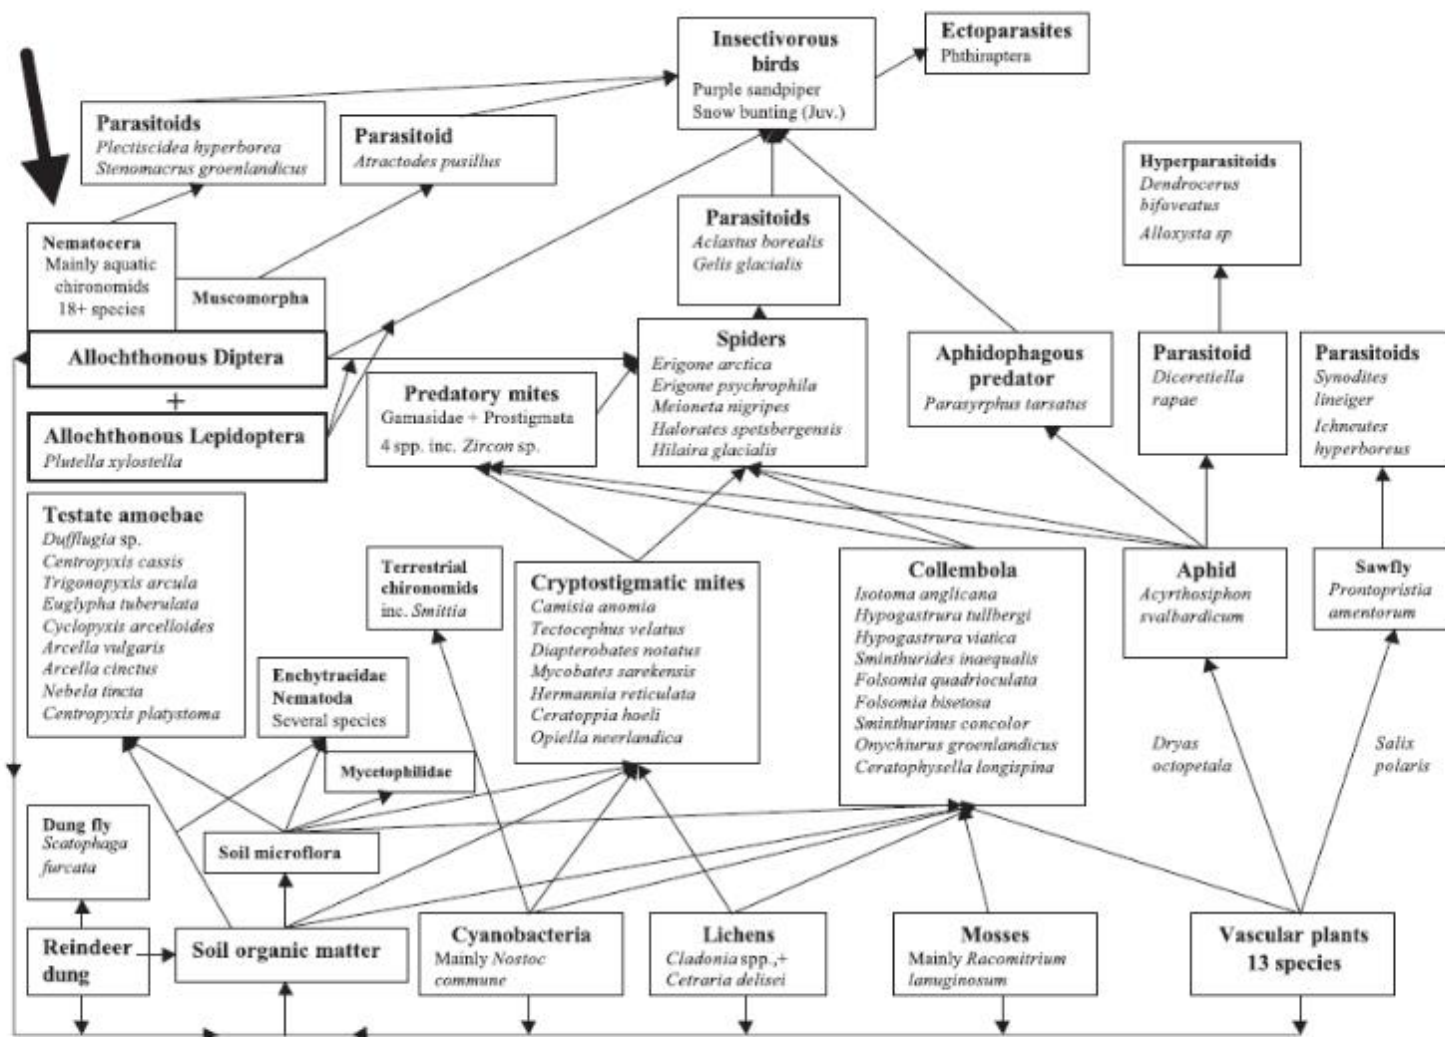 Insectivorous
birds
Purple sandpiper
Snow bunting (Juv.)
Ectoparasites
Phthiraptera
Parasitoids
Plectiscidea hyperborea
Stenomacrus groenlandicus
Parasitoid
Atractodes pusillus
Hyperparasitoids
Dendrocerus
bifoveatus
Alloxysta sp
Parasitoids
Aclastus borealis
Gelis glacialis
Nematocera
Mainly aquatic
chironomids
18+ species
Muscomorpha
Allochthonous Diptera
+
Allochthonous Lepidoptera
Plutella xylostella
Predatory mites
Gamasidae + Prostigmata
4 spp. inc. Zircon sp.
Spiders
Erigone arctica
Erigone psychrophila
Meioneta nigripes
Halorates spetsbergensis
Hilaira glacialis
Aphidophagous
predator
Parasyrphus tarsatus
Parasitoid
Diceretiella
rapae
Parasitoids
Synodites
lineiger
Ichneutes
hyperboreus
Testate amoebae
Dufflugia sp.
Centropyxis cassis
Trigonopyxis arcula
Euglypha tuberulata
Cyclopyxis arcelloides
Arcella vulgaris
Arcella cinctus
Nebela tincta
Centropyxis platystoma
Terrestrial
chironomids
inc. Smittia
Cryptostigmatic mites
Camisia anomia
Tectocephus velatus
Diapterobates notatus
Mycobates sarekensis
Hermannia reticulata
Ceratoppia hoeli
Opiella neerlandica
Collembola
Isotoma anglicana
Hypogastrura tullbergi
Hypogastrura viatica
Sminthurides inaequalis
Folsomia quadrioculata
Folsomia bisetosa
Sminthurinus concolor
Onychiurus groenlandicus
Ceratophysella longispina
Aphid
Acyrthosiphon
svalbardicum
Sawfly
Prontopristia
amentorum
Enchytraeidae
Nematoda
Several species
Mycetophilidae
Dryas
octopetala
Salix
polaris
Dung fly
Scatophaga
furcata
Soil microflora
Reindeer
dung
Soil organic matter
Cyanobacteria
Mainly Nostoc
commune
Lichens
Cladonia spp.,+
Cetraria delisei
Mosses
Mainly Racomitrium
lanuginosum
Vascular plants
13 species